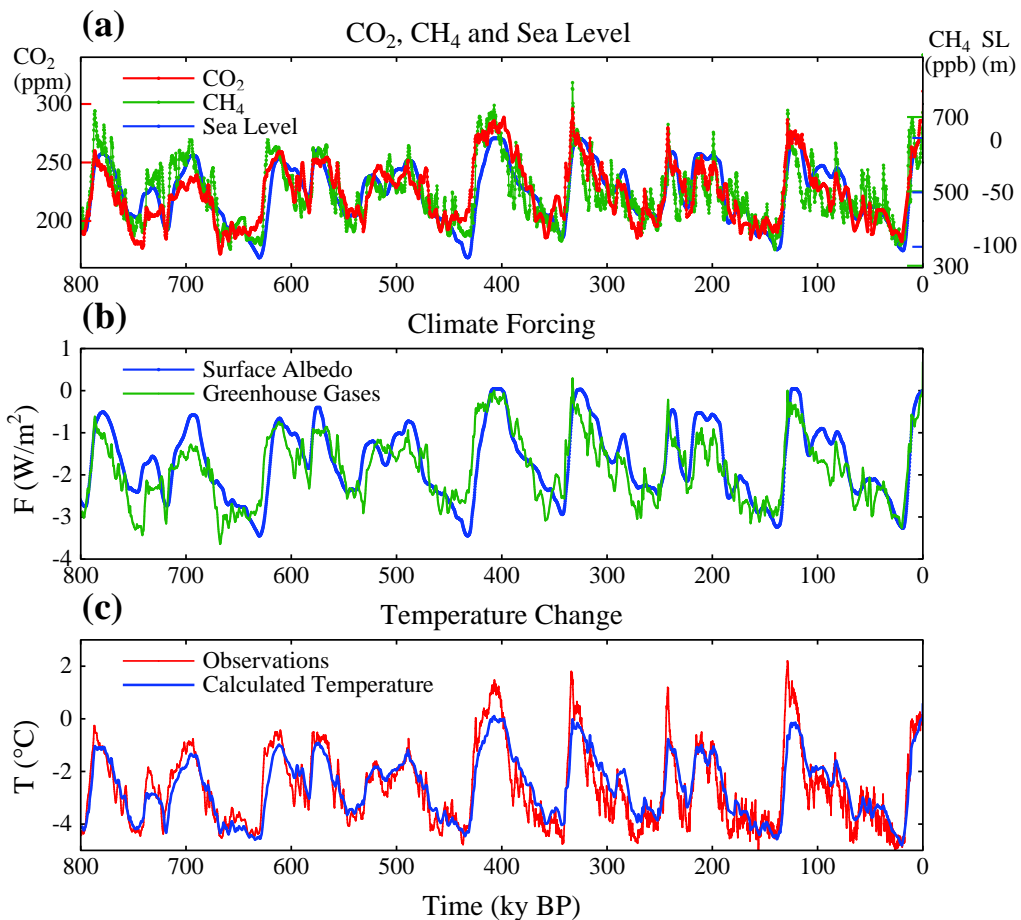 (a)
CO₂, CH₄ and Sea Level
CO₂
(ppm)
CH₄ SL
(ppb) (m)
CO₂
CH₄
Sea Level
300
250
200
700
500
300
0
-50
-100
800 700 600 500 400 300 200 100 0
(b)
Climate Forcing
Surface Albedo
Greenhouse Gases
F (W/m²)
1
0
-1
-2
-3
-4
800 700 600 500 400 300 200 100 0
(c)
Temperature Change
Observations
Calculated Temperature
T (°C)
2
0
-2
-4
800 700 600 500 400 300 200 100 0
Time (ky BP)